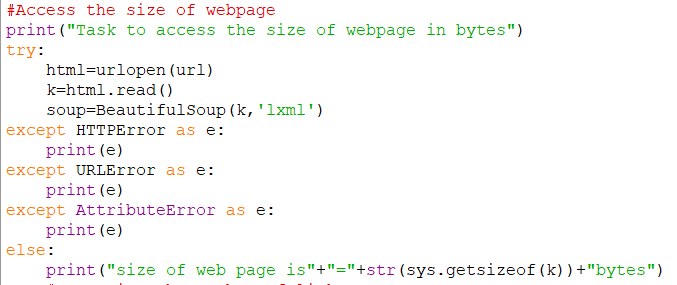 #Access the size of webpage
print("Task to access the size of webpage in bytes")
try:
    html=urlopen(url)
    k=html.read()
    soup=BeautifulSoup(k,'lxml')
except HTTPError as e:
    print(e)
except URLError as e:
    print(e)
except AttributeError as e:
    print(e)
else:
    print("size of web page is"+"="+str(sys.getsizeof(k))+"bytes")